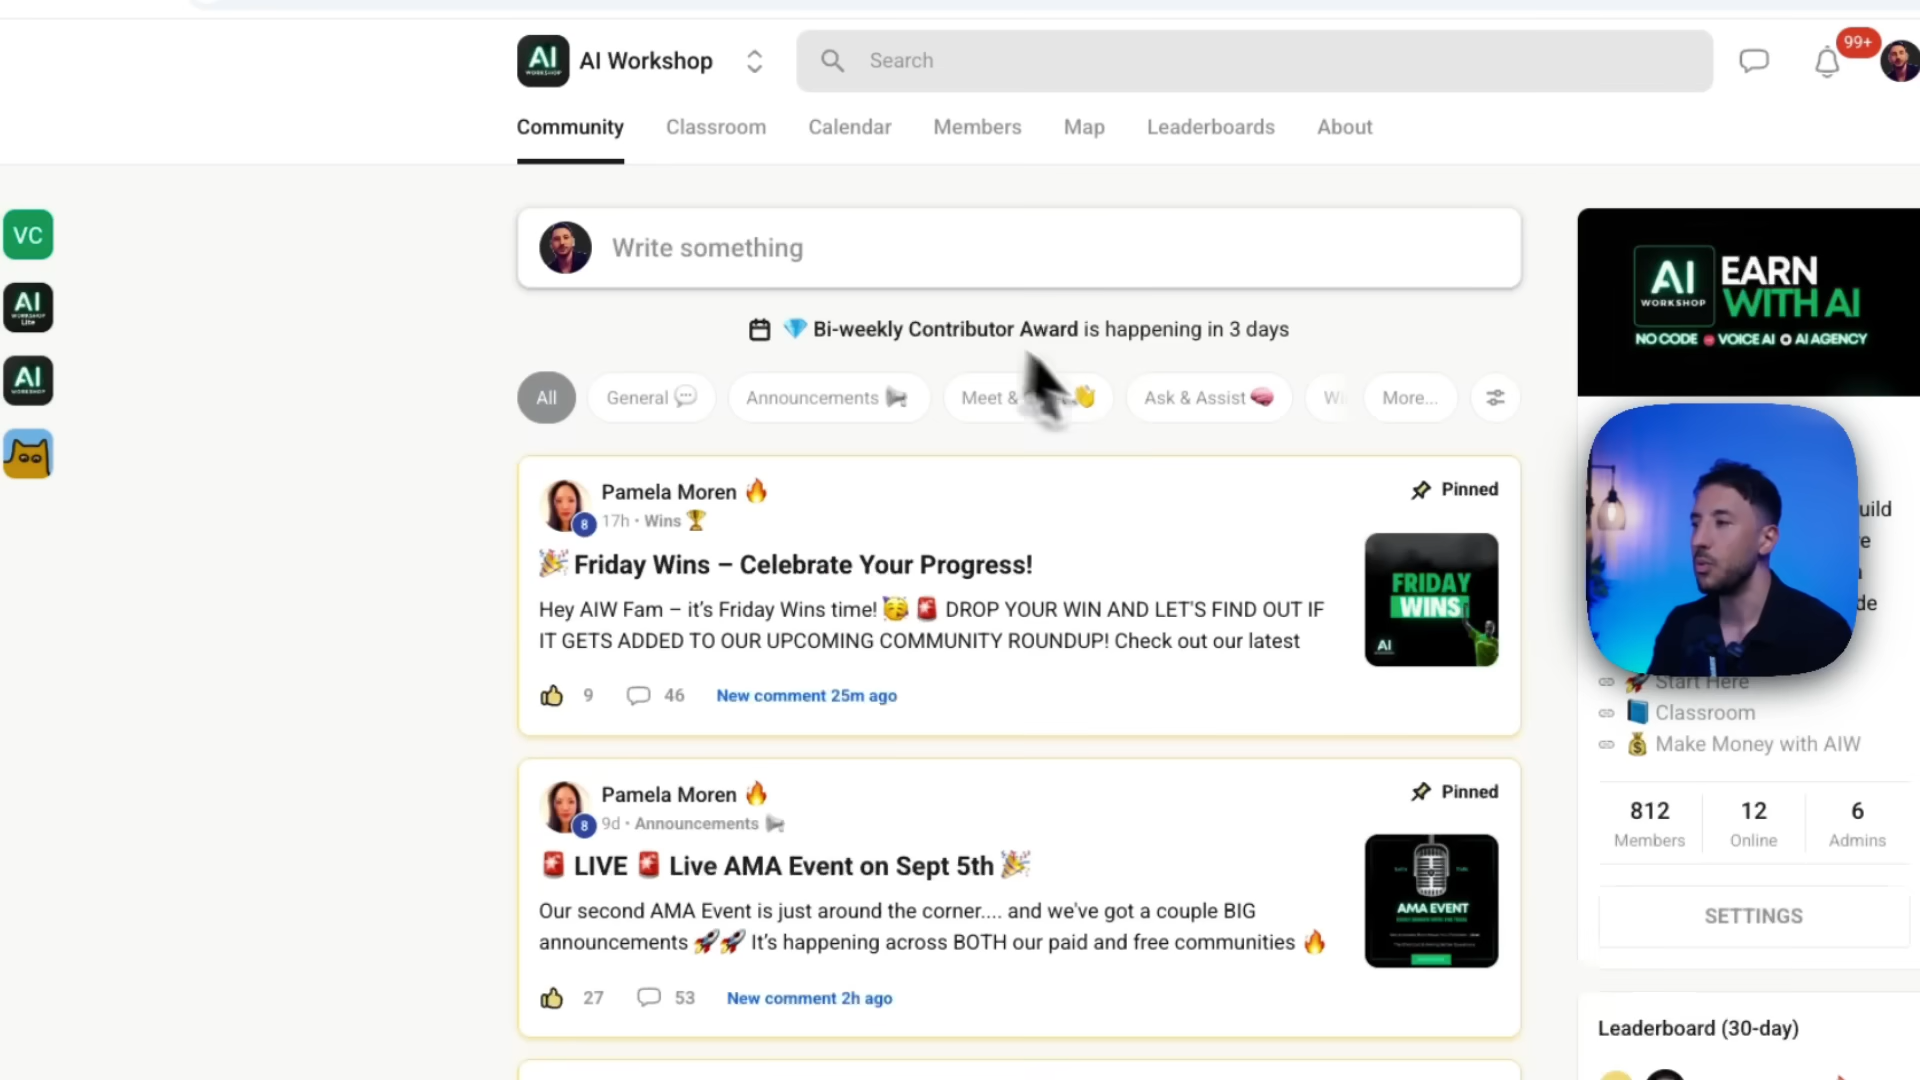 AI
WORKSHOP
AI Workshop
Search
99+
Community
Classroom
Calendar
Members
Map
Leaderboards
About
VC
AI
WORKSHOP
Lite
AI
WORKSHOP
Write something
Bi-weekly Contributor Award is happening in 3 days
All
General
Announcements
Meet &
Ask & Assist
Wi
More...
Pamela Moren
8
17h • Wins
Pinned
Friday Wins – Celebrate Your Progress!
Hey AIW Fam – it's Friday Wins time! DROP YOUR WIN AND LET'S FIND OUT IF
IT GETS ADDED TO OUR UPCOMING COMMUNITY ROUNDUP! Check out our latest
FRIDAY
WINS
AI
9
46
New comment 25m ago
Pamela Moren
8
9d • Announcements
Pinned
LIVE Live AMA Event on Sept 5th
Our second AMA Event is just around the corner.... and we've got a couple BIG
announcements It's happening across BOTH our paid and free communities
AMA EVENT
27
53
New comment 2h ago
AI
WORKSHOP
EARN
WITH AI
NO CODE VOICE AI AI AGENCY
uild
e
de
Start Here
Classroom
Make Money with AIW
812
Members
12
Online
6
Admins
SETTINGS
Leaderboard (30-day)